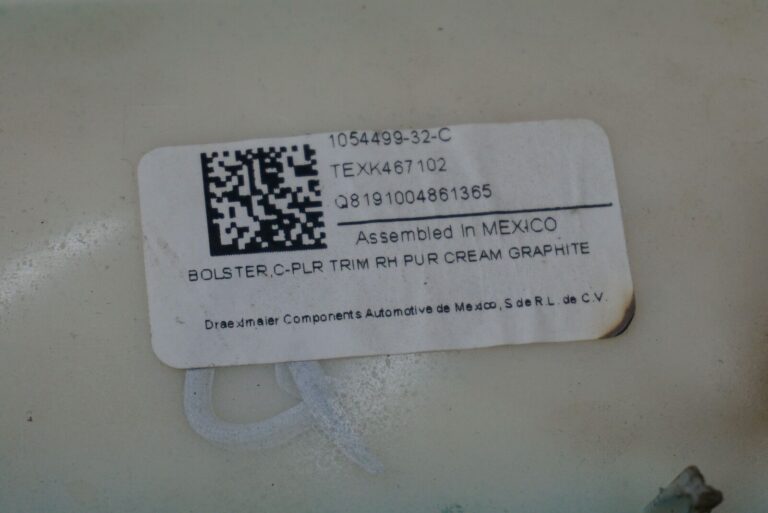 1054499-32-C
TEXK467102
Q8191004861365
Assembled In MEXICO
BOLSTER,C-PLR TRIM RH PUR CREAM GRAPHITE
Draexlmaier Components Automotive de Mexico, S de R.L. de C.V.